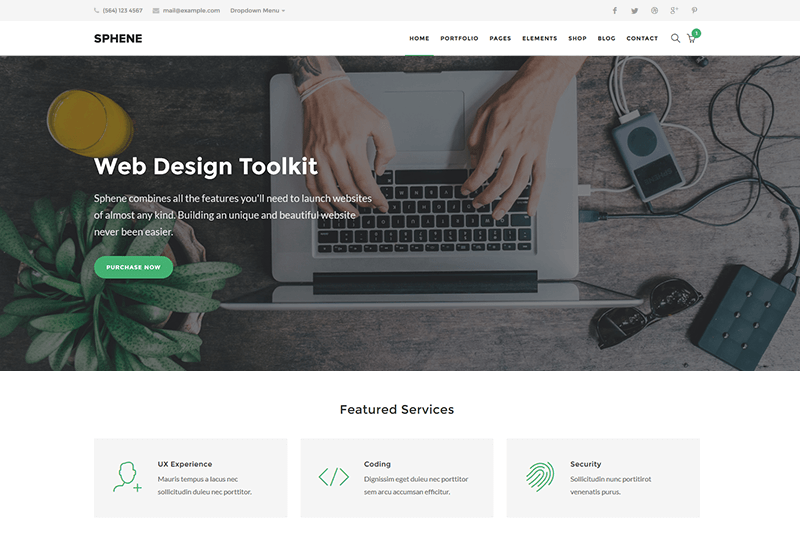 (564) 123 4567 mail@example.com Dropdown Menu
SPHENE
HOME PORTFOLIO PAGES ELEMENTS SHOP BLOG CONTACT
1
Web Design Toolkit
Sphene combines all the features you'll need to launch websites
of almost any kind. Building an unique and beautiful website
never been easier.
PURCHASE NOW
Featured Services
UX Experience
Mauris tempus a lacus nec
sollicitudin duieu nec porttitor.
Coding
Dignissim eget duieu nec porttitor
sem arcu accumsan efficitur.
Security
Sollicitudin nunc portitirot
venenatis purus.